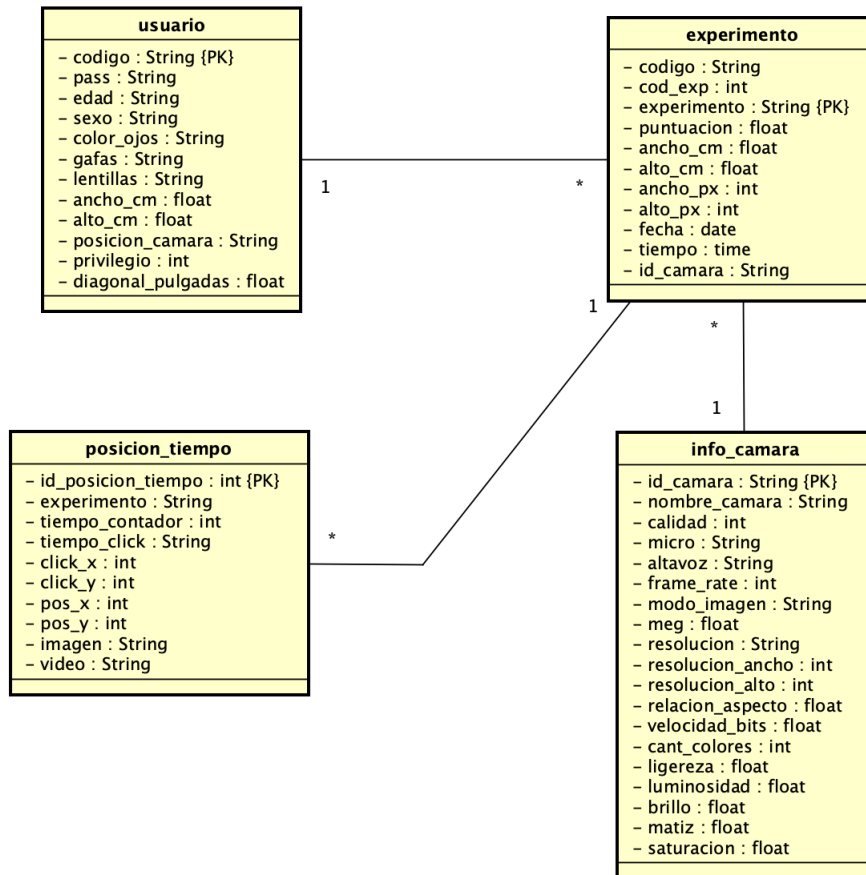 usuario
– codigo : String {PK}
– pass : String
– edad : String
– sexo : String
– color_ojos : String
– gafas : String
– lentillas : String
– ancho_cm : float
– alto_cm : float
– posicion_camara : String
– privilegio : int
– diagonal_pulgadas : float
1
*
experimento
– codigo : String
– cod_exp : int
– experimento : String {PK}
– puntuacion : float
– ancho_cm : float
– alto_cm : float
– ancho_px : int
– alto_px : int
– fecha : date
– tiempo : time
– id_camara : String
1
*
*
1
posicion_tiempo
– id_posicion_tiempo : int {PK}
– experimento : String
– tiempo_contador : int
– tiempo_click : String
– click_x : int
– click_y : int
– pos_x : int
– pos_y : int
– imagen : String
– video : String
info_camara
– id_camara : String {PK}
– nombre_camara : String
– calidad : int
– micro : String
– altavoz : String
– frame_rate : int
– modo_imagen : String
– meg : float
– resolucion : String
– resolucion_ancho : int
– resolucion_alto : int
– relacion_aspecto : float
– velocidad_bits : float
– cant_colores : int
– ligereza : float
– luminosidad : float
– brillo : float
– matiz : float
– saturacion : float